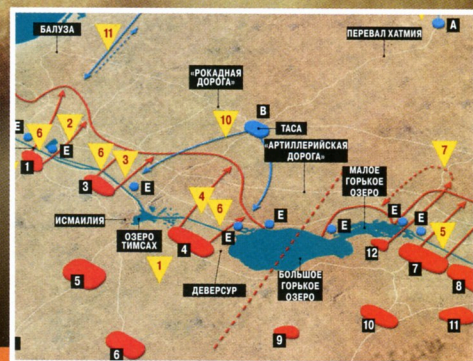 БАЛУЗА
11
ПЕРЕВАЛ ХАТМИЯ
A
«РОКАДНАЯ
ДОРОГА»
E
6
2
E
1
B
10
ТАСА
6
3
3
E
«АРТИЛЛЕРИЙСКАЯ
ДОРОГА»
МАЛОЕ
ГОРЬКОЕ
ОЗЕРО
7
ИСМАИЛИЯ
ОЗЕРО
ТИМСАХ
4
6
4
E
E
E
E
E
5
12
7
8
5
1
ДЕВЕРСУР
БОЛЬШОЕ
ГОРЬКОЕ
ОЗЕРО
6
9
10
11